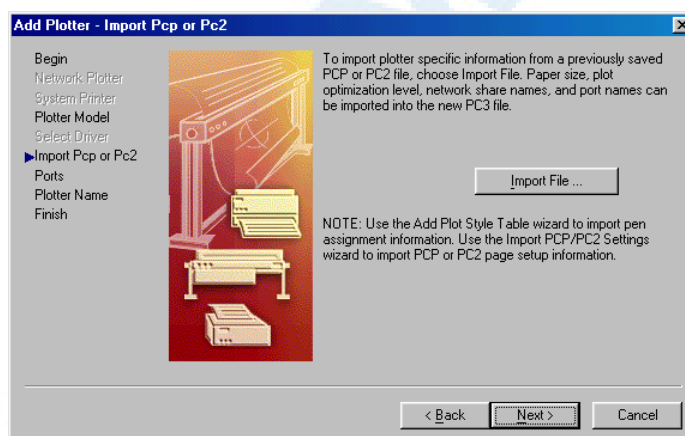 Add Plotter - Import Pcp or Pc2
Begin
Network Plotter
System Printer
Plotter Model
Select Driver
Import Pcp or Pc2
Ports
Plotter Name
Finish
To import plotter specific information from a previously saved
PCP or PC2 file, choose Import File. Paper size, plot
optimization level, network share names, and port names can
be imported into the new PC3 file.
Import File ...
NOTE: Use the Add Plot Style Table wizard to import pen
assignment information. Use the Import PCP/PC2 Settings
wizard to import PCP or PC2 page setup information.
< Back
Next >
Cancel